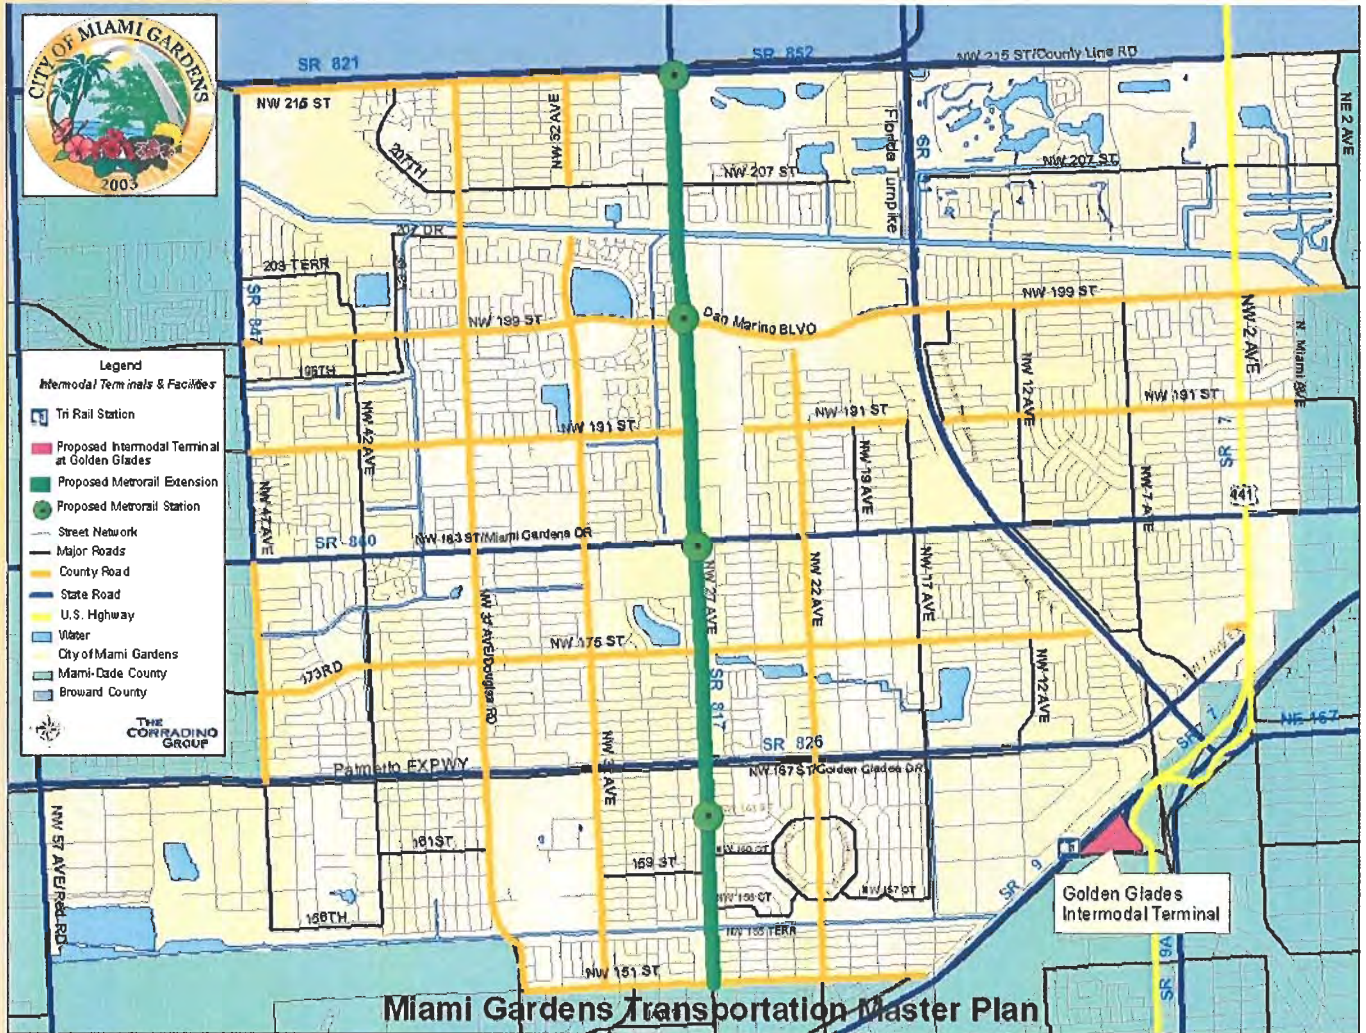 CITY OF MIAMI GARDENS
2003
SR 821
SR 852
NW 215 ST/County Line RD
NW 215 ST
NW 32 AVE
NE 2 AVE
207TH
NW 207 ST
Florida Turnpike
SR
NW 207 ST
207 DR
203 TERR
SR 847
NW 199 ST
Dan Marino BLVD
NW 199 ST
NW 2 AVE
N. Miami AVE
195TH
NW 12 AVE
NW 191 ST
NW 191 ST
NW 191 ST
NW 42 AVE
NW 19 AVE
SR 7
441
NW 47 AVE
NW 7 AVE
SR 860
NW 183 ST/Miami Gardens DR
NW 27 AVE
NW 22 AVE
NW 17 AVE
NW 37 AVE/Douglas RD
NW 175 ST
173RD
NW 12 AVE
SR 817
SR 826
SR 7
NE 167
Palmetto EXPWY
NW 167 ST/Golden Glades DR
NW 57 AVE/Red RD
161ST
159 ST
NW 157 CT
SR 9
156TH
NW 155 TERR
NW 151 ST
SR 9A
Legend
Intermodal Terminals & Facilities
Tri Rail Station
Proposed Intermodal Terminal
at Golden Glades
Proposed Metrorail Extension
Proposed Metrorail Station
Street Network
Major Roads
County Road
State Road
U.S. Highway
Water
City of Miami Gardens
Miami-Dade County
Broward County
THE
CORRADINO
GROUP
Golden Glades
Intermodal Terminal
Miami Gardens Transportation Master Plan